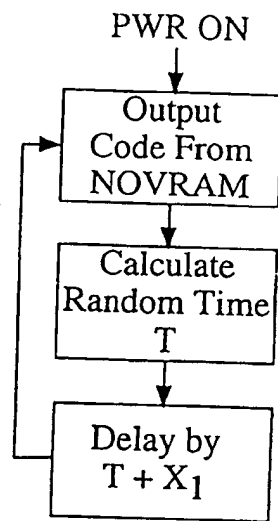 PWR ON
Output
Code From
NOVRAM
Calculate
Random Time
T
Delay by
T + X₁